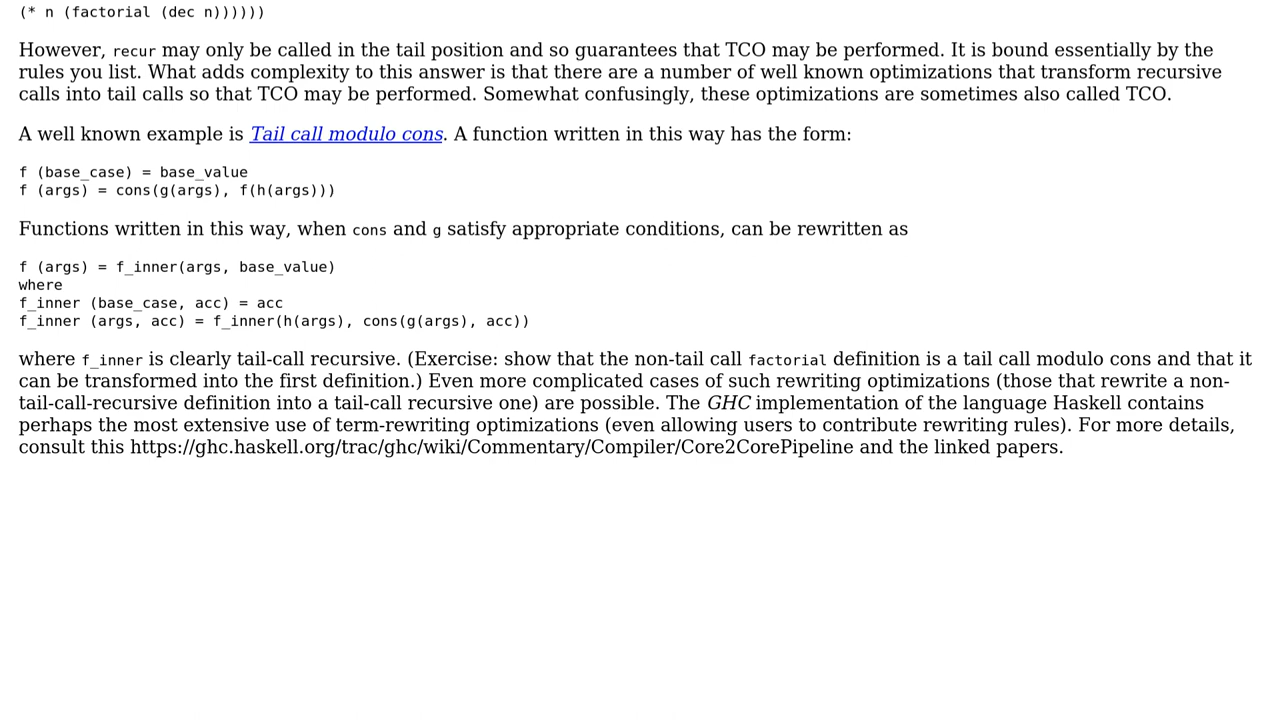 (* n (factorial (dec n))))))
However, recur may only be called in the tail position and so guarantees that TCO may be performed. It is bound essentially by the
rules you list. What adds complexity to this answer is that there are a number of well known optimizations that transform recursive
calls into tail calls so that TCO may be performed. Somewhat confusingly, these optimizations are sometimes also called TCO.
A well known example is Tail call modulo cons. A function written in this way has the form:
f (base_case) = base_value
f (args) = cons(g(args), f(h(args)))
Functions written in this way, when cons and g satisfy appropriate conditions, can be rewritten as
f (args) = f_inner(args, base_value)
where
f_inner (base_case, acc) = acc
f_inner (args, acc) = f_inner(h(args), cons(g(args), acc))
where f_inner is clearly tail-call recursive. (Exercise: show that the non-tail call factorial definition is a tail call modulo cons and that it
can be transformed into the first definition.) Even more complicated cases of such rewriting optimizations (those that rewrite a non-
tail-call-recursive definition into a tail-call recursive one) are possible. The GHC implementation of the language Haskell contains
perhaps the most extensive use of term-rewriting optimizations (even allowing users to contribute rewriting rules). For more details,
consult this https://ghc.haskell.org/trac/ghc/wiki/Commentary/Compiler/Core2CorePipeline and the linked papers.